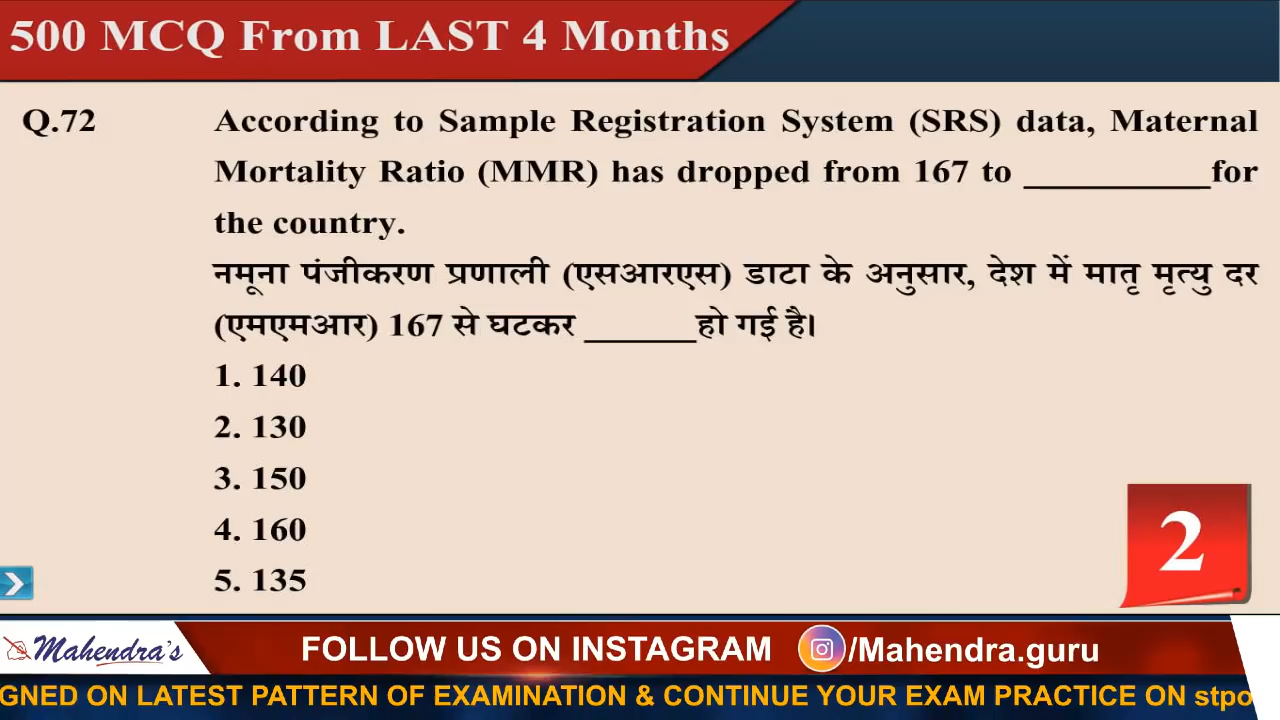 500 MCQ From LAST 4 Months
Q.72 According to Sample Registration System (SRS) data, Maternal
Mortality Ratio (MMR) has dropped from 167 to __________for
the country.
नमूना पंजीकरण प्रणाली (एसआरएस) डाटा के अनुसार, देश में मातृ मृत्यु दर
(एमएमआर) 167 से घटकर ______हो गई है।
1. 140
2. 130
3. 150
4. 160
5. 135
2
Mahendra's
FOLLOW US ON INSTAGRAM /Mahendra.guru
GNED ON LATEST PATTERN OF EXAMINATION & CONTINUE YOUR EXAM PRACTICE ON stpo